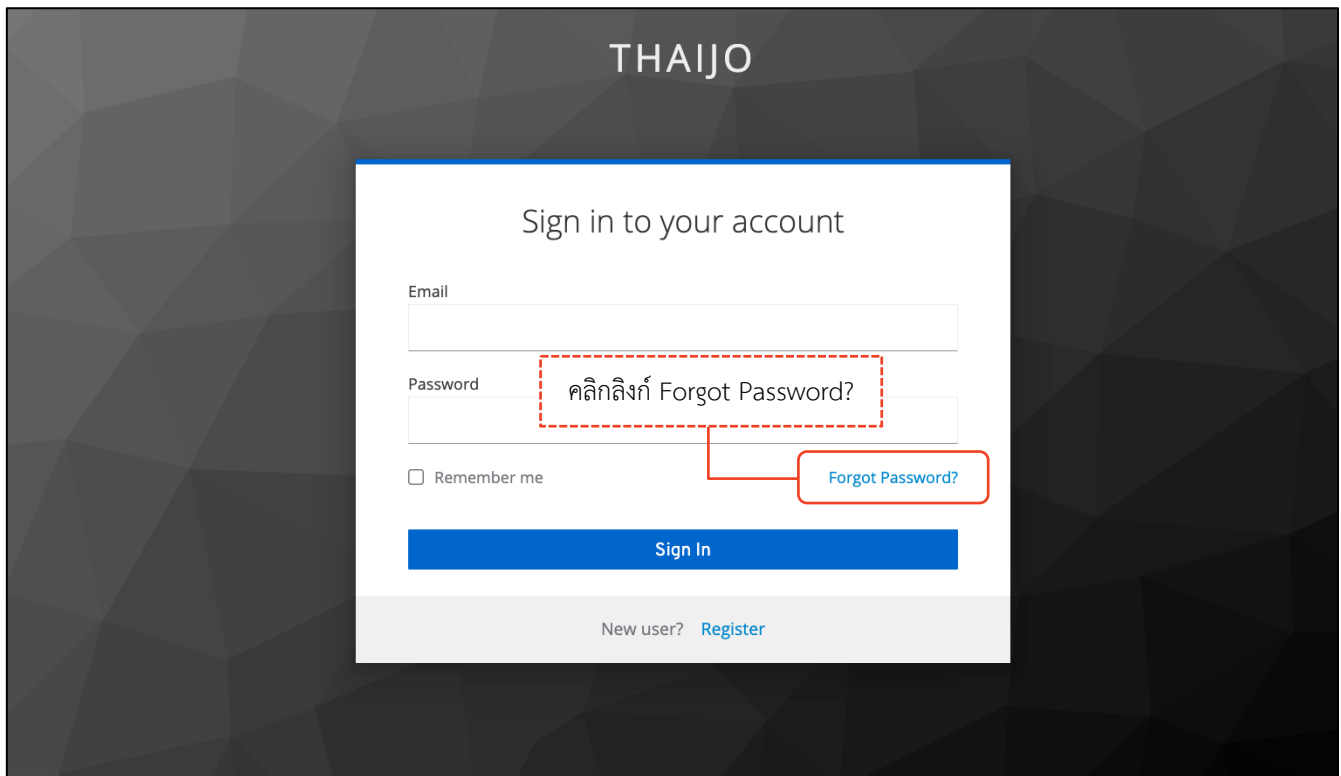 THAIJO
Sign in to your account
Email
Password
คลิกลิงก์ Forgot Password?
Remember me
Forgot Password?
Sign In
New user? Register